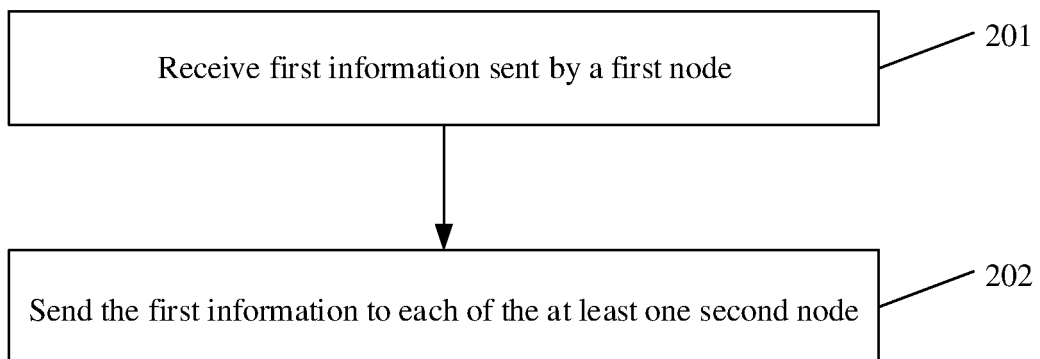 Receive first information sent by a first node
201
Send the first information to each of the at least one second node
202